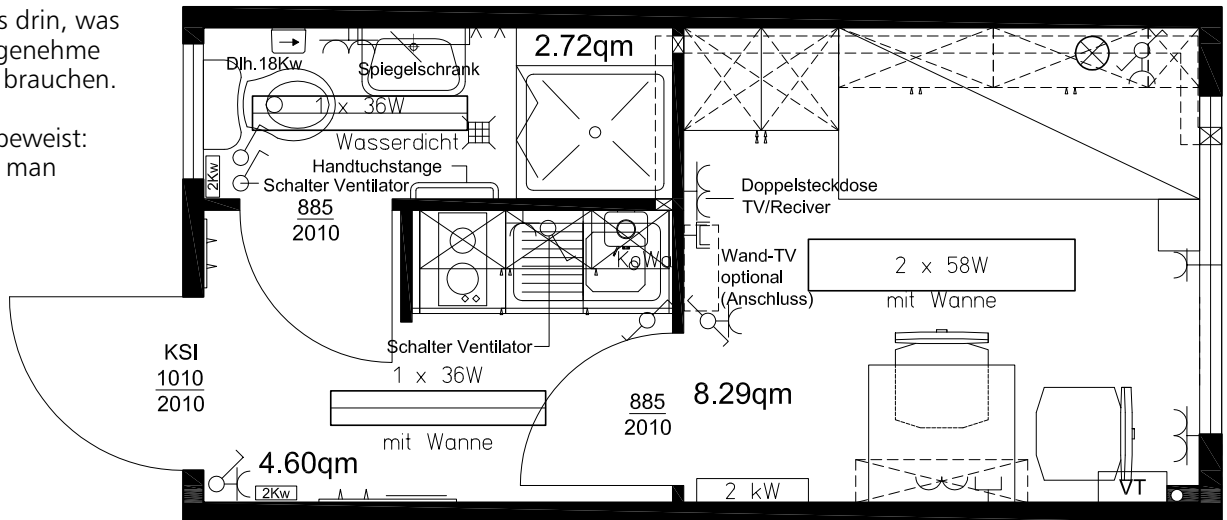 s drin, was
genehme
brauchen.
beweist:
man
2.72qm
Dlh.18Kw
Spiegelschrank
1 x 36W
Wasserdicht
Handtuchstange
2Kw
Schalter Ventilator
885
2010
Doppelsteckdose
TV/Reciver
KoWa
Wand-TV
optional
(Anschluss)
2 x 58W
mit Wanne
Schalter Ventilator
KSI
1010
2010
1 x 36W
mit Wanne
885
2010
8.29qm
4.60qm
2Kw
2 kW
VT